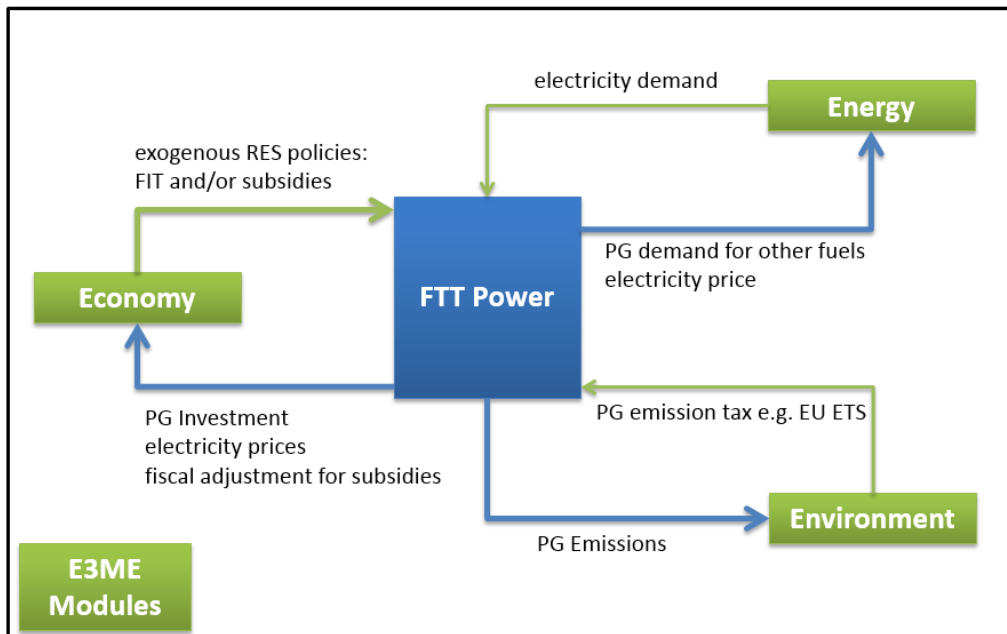 electricity demand
Energy
exogenous RES policies:
FIT and/or subsidies
PG demand for other fuels
electricity price
Economy
FTT Power
PG Investment
electricity prices
fiscal adjustment for subsidies
PG emission tax e.g. EU ETS
Environment
PG Emissions
E3ME
Modules